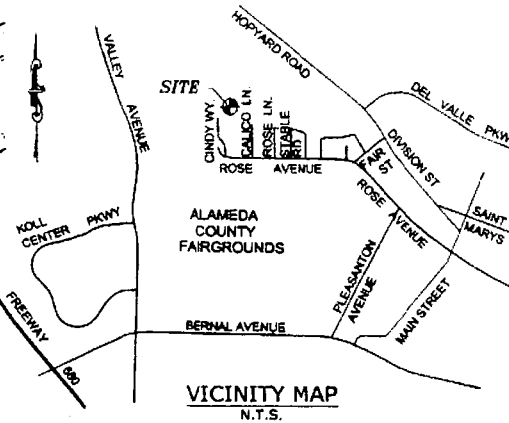 HOPYARD ROAD
VALLEY
AVENUE
SITE
DEL VALLE PKWY
CINDY WY.
CALICO LN.
ROSE LN.
STABLE
RD
DIVISION ST
FAIR
ST
ROSE AVENUE
ROSE AVENUE
SAINT
MARYS
KOLL
CENTER PKWY
ALAMEDA
COUNTY
FAIRGROUNDS
PLEASANTON
AVENUE
MAIN STREET
FREEWAY
680
BERNAL AVENUE
VICINITY MAP
N.T.S.